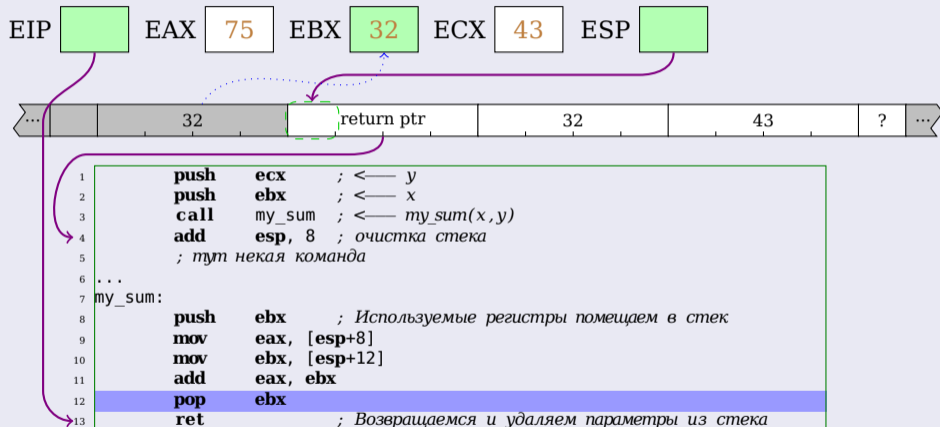 EIP EAX 75 EBX 32 ECX 43 ESP
... 32 return ptr 32 43 ? ...
1 push ecx ; <—— y
2 push ebx ; <—— x
3 call my_sum ; <—— my_sum(x,y)
4 add esp, 8 ; очистка стека
5 ; тут некая команда
6 ...
7 my_sum:
8 push ebx ; Используемые регистры помещаем в стек
9 mov eax, [esp+8]
10 mov ebx, [esp+12]
11 add eax, ebx
12 pop ebx
13 ret ; Возвращаемся и удаляем параметры из стека